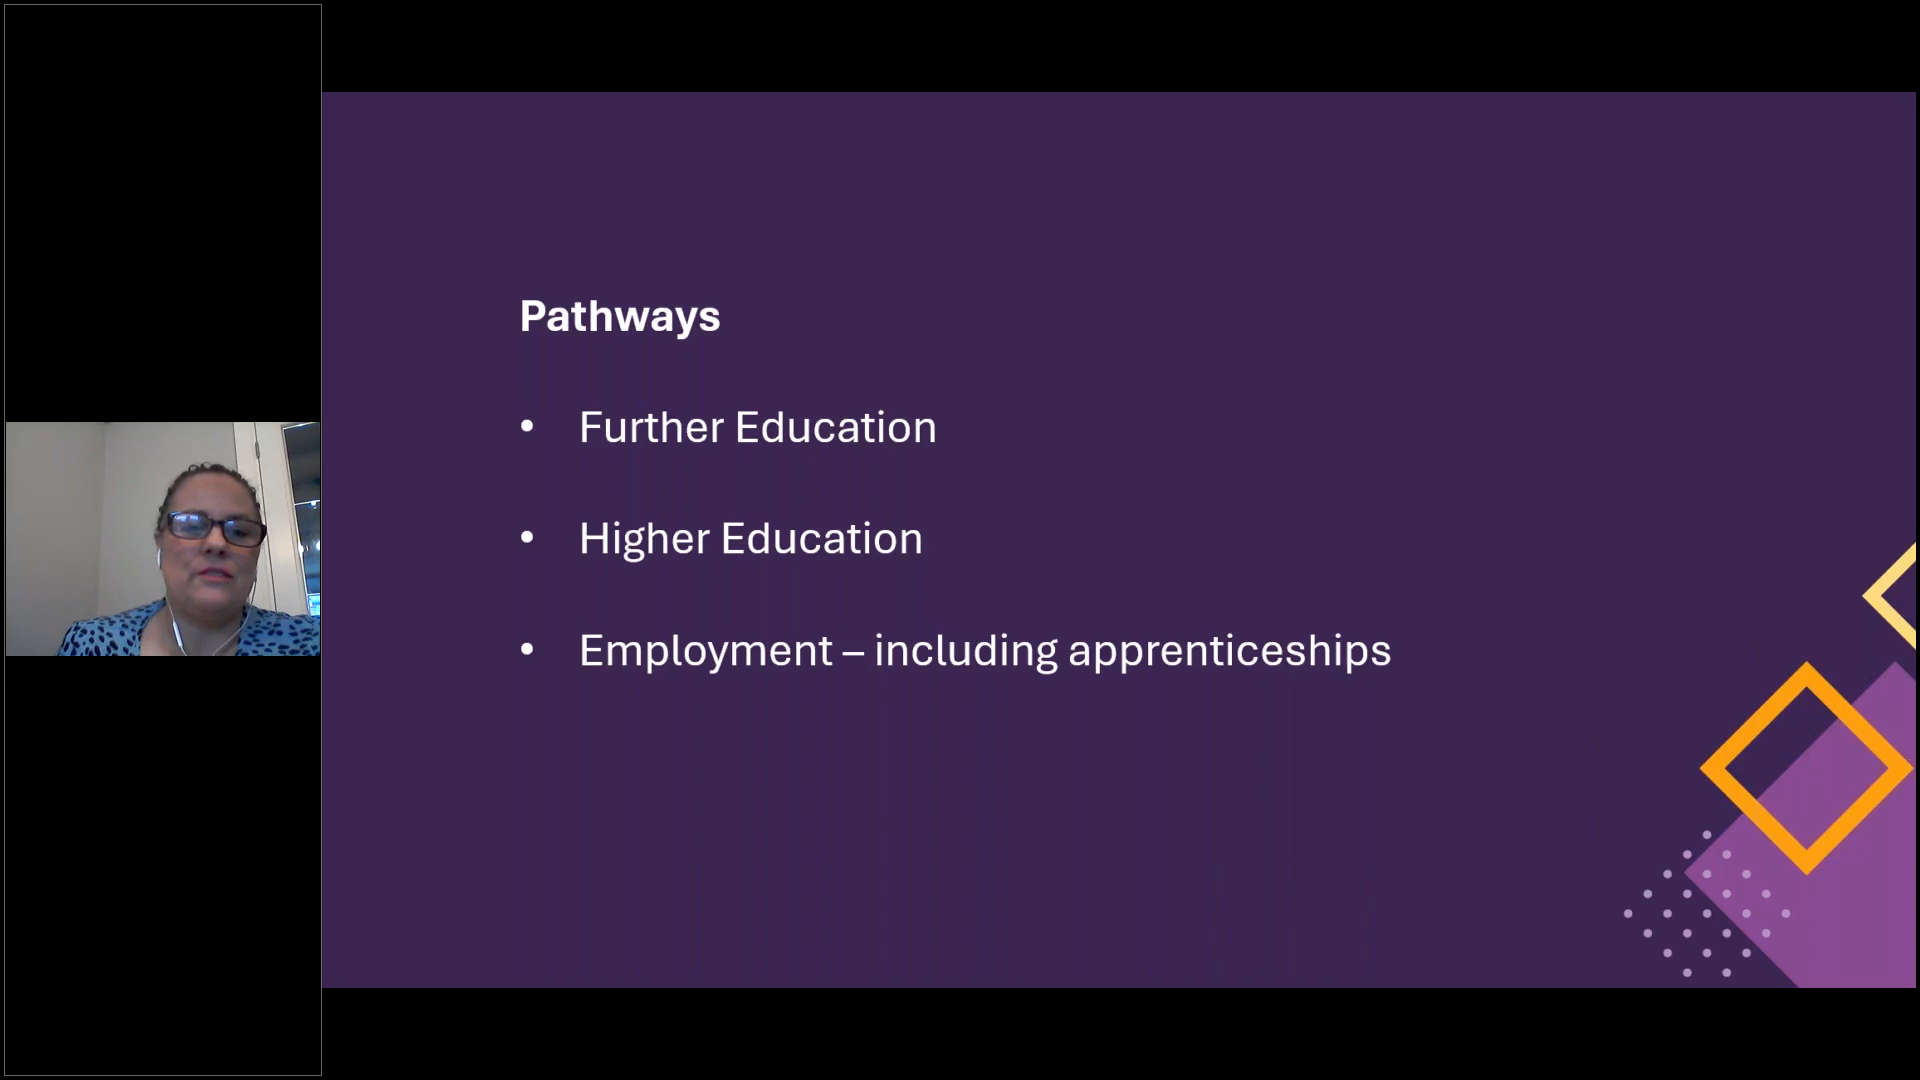 Pathways
• Further Education
• Higher Education
• Employment – including apprenticeships